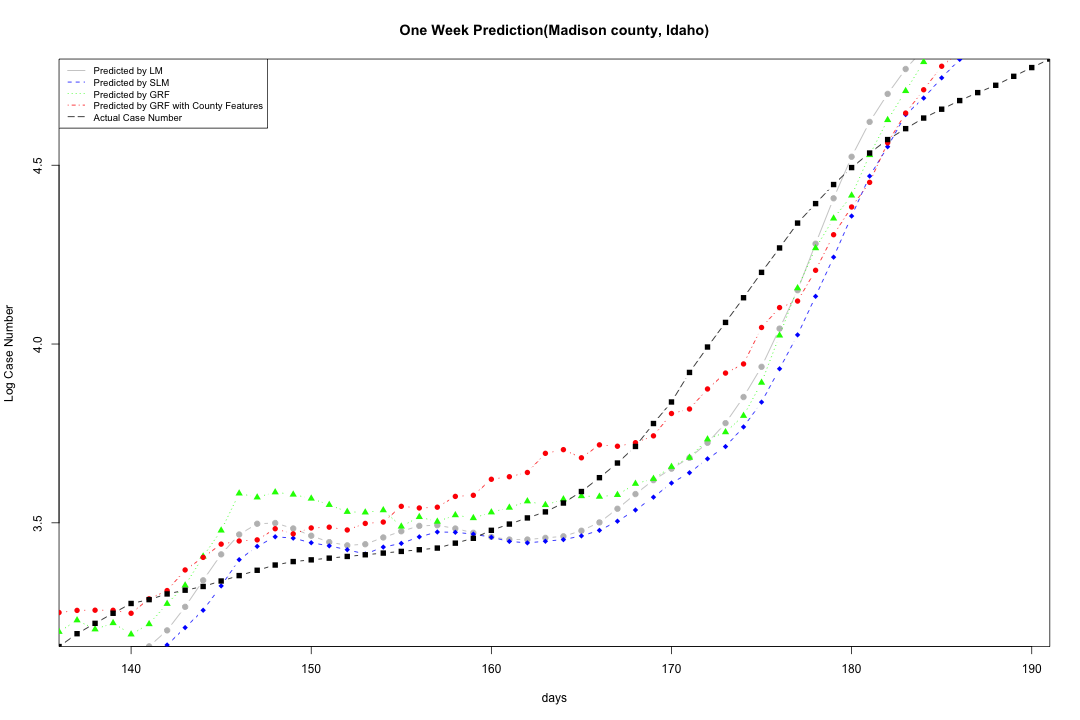 One Week Prediction(Madison county, Idaho)
Predicted by LM
Predicted by SLM
Predicted by GRF
Predicted by GRF with County Features
Actual Case Number
4.5
4.0
3.5
Log Case Number
140 150 160 170 180 190
days